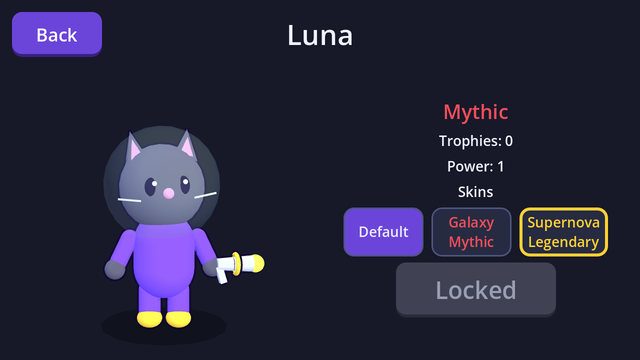 Back
Luna
Mythic
Trophies: 0
Power: 1
Skins
Default
Galaxy
Mythic
Supernova
Legendary
Locked